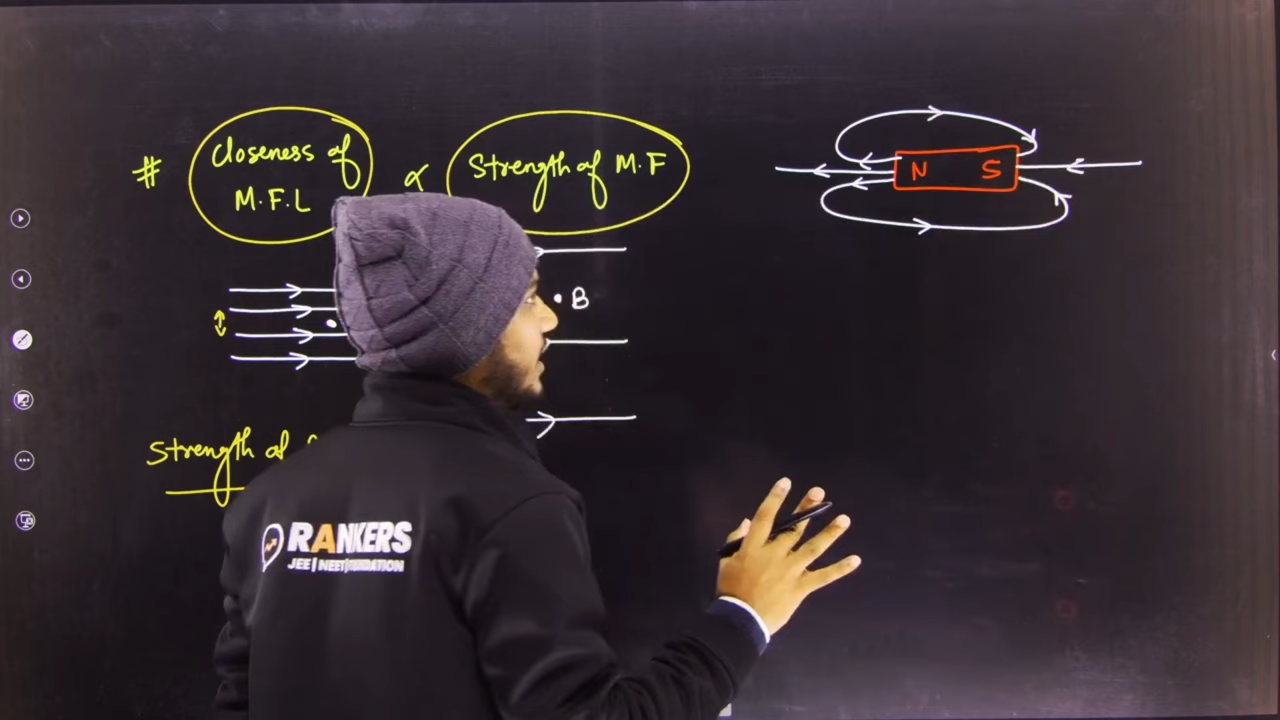 # Closeness of
M.F.L
∝
Strength of M.F
N S
B
Strength of
RANKERS
JEE | NEET | FOUNDATION